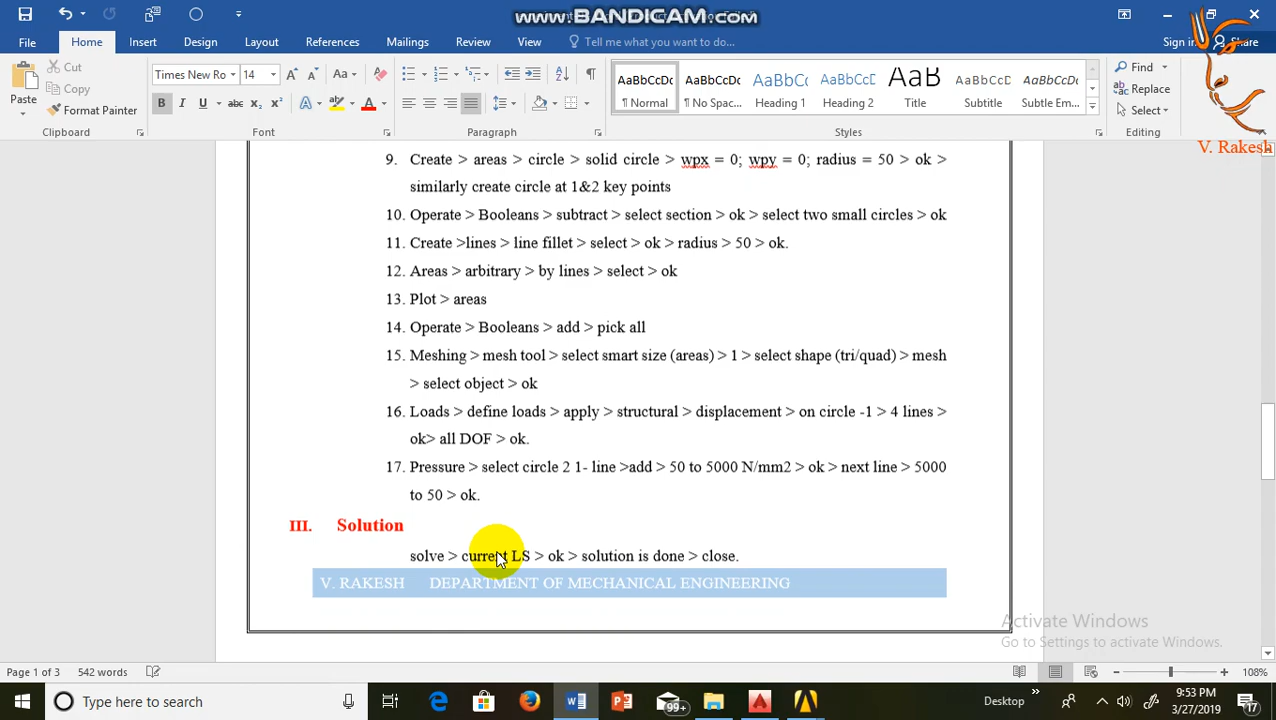 www.BANDICAM.com
File Home Insert Design Layout References Mailings Review View Tell me what you want to do... Sign in Share
Paste
Cut
Copy
Format Painter
Clipboard
Times New Ro 14
Font
Paragraph
AaBbCcDc AaBbCcDc AaBbCc AaBbCcD AaB AaBbCcD AaBbCcDc
¶ Normal ¶ No Spac... Heading 1 Heading 2 Title Subtitle Subtle Em...
Styles
Find
Replace
Select
Editing
V. Rakesh
9. Create > areas > circle > solid circle > wpx = 0; wpy = 0; radius = 50 > ok >
similarly create circle at 1&2 key points
10. Operate > Booleans > subtract > select section > ok > select two small circles > ok
11. Create >lines > line fillet > select > ok > radius > 50 > ok.
12. Areas > arbitrary > by lines > select > ok
13. Plot > areas
14. Operate > Booleans > add > pick all
15. Meshing > mesh tool > select smart size (areas) > 1 > select shape (tri/quad) > mesh
> select object > ok
16. Loads > define loads > apply > structural > displacement > on circle -1 > 4 lines >
ok> all DOF > ok.
17. Pressure > select circle 2 1- line >add > 50 to 5000 N/mm2 > ok > next line > 5000
to 50 > ok.
III. Solution
solve > current LS > ok > solution is done > close.
V. RAKESH DEPARTMENT OF MECHANICAL ENGINEERING
Activate Windows
Go to Settings to activate Windows.
Page 1 of 3 542 words 108%
Type here to search
99+
Desktop
9:53 PM
3/27/2019
17